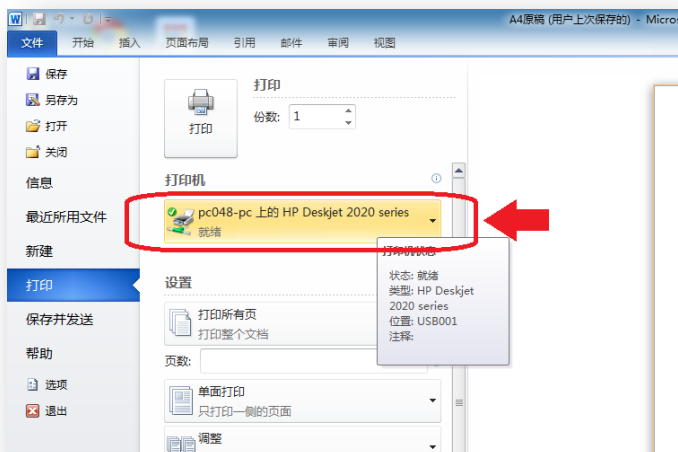 A4原稿 (用户上次保存的) - Micros
文件 开始 插入 页面布局 引用 邮件 审阅 视图
保存
另存为
打开
关闭
信息
最近所用文件
新建
打印
保存并发送
帮助
选项
退出
打印
打印
份数: 1
打印机
pc048-pc 上的 HP Deskjet 2020 series
就绪
打印机状态
状态: 就绪
类型: HP Deskjet
2020 series
位置: USB001
注释:
设置
打印所有页
打印整个文档
页数:
单面打印
只打印一侧的页面
调整